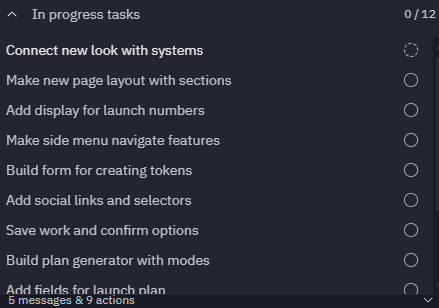 In progress tasks
0 / 12
Connect new look with systems
Make new page layout with sections
Add display for launch numbers
Make side menu navigate features
Build form for creating tokens
Add social links and selectors
Save work and confirm options
Build plan generator with modes
Add fields for launch plan
5 messages & 9 actions